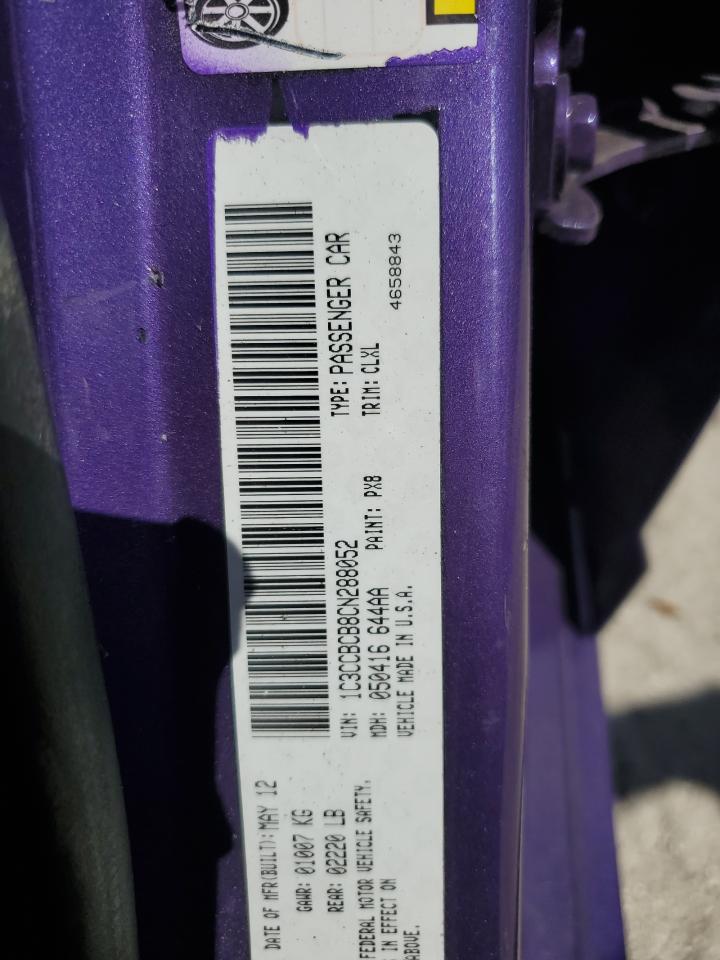 DATE OF MFR(BUILT): MAY 12
GAWR: 01007 KG
REAR: 02220 LB
FEDERAL MOTOR VEHICLE SAFETY,
IN EFFECT ON
ABOVE.
VIN: 1C3CCBCB8CN288052
TYPE: PASSENGER CAR
MDH: 050416 644AA
PAINT: PX8
TRIM: CLXL
VEHICLE MADE IN U.S.A.
4658843